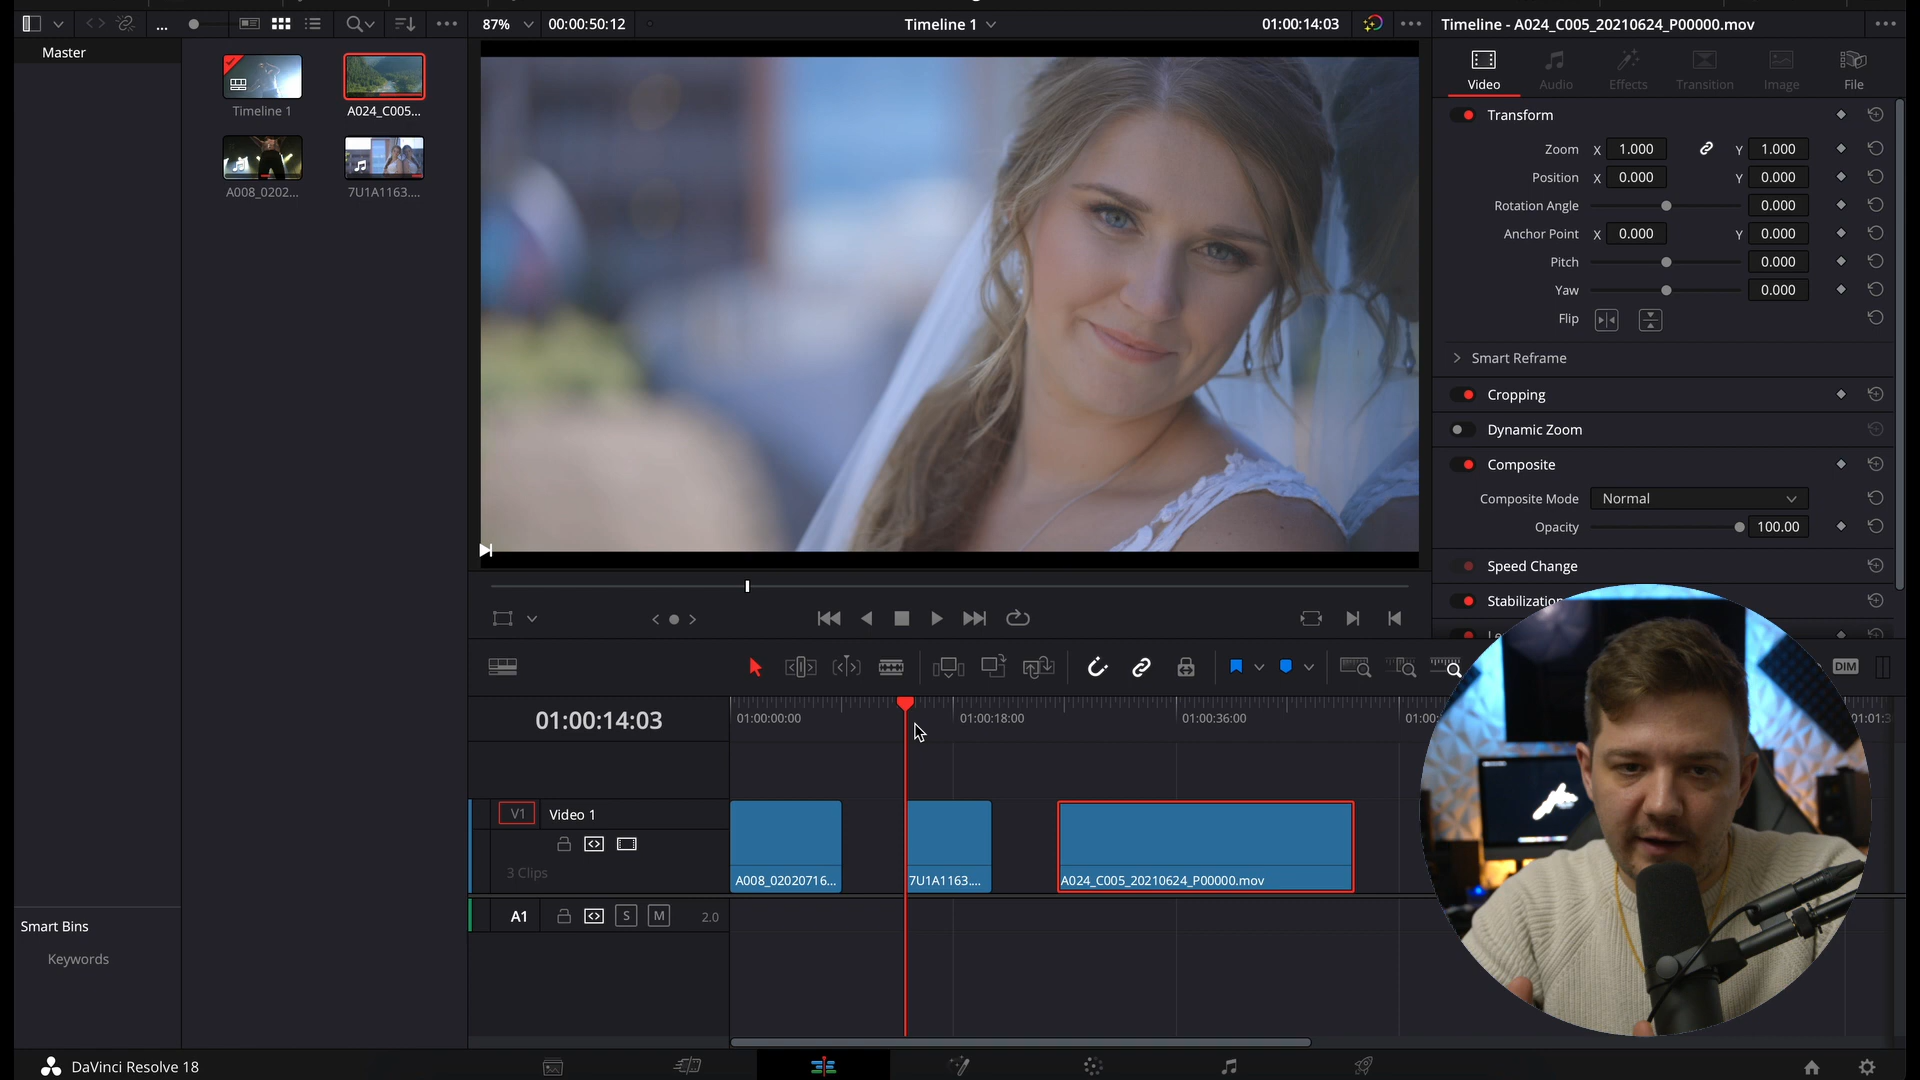 ...
87%
00:00:50:12
Timeline 1
01:00:14:03
Timeline - A024_C005_20210624_P00000.mov
Master
Timeline 1
A024_C005...
A008_0202...
7U1A1163....
Video
Audio
Effects
Transition
Image
File
Transform
Zoom X 1.000 Y 1.000
Position X 0.000 Y 0.000
Rotation Angle 0.000
Anchor Point X 0.000 Y 0.000
Pitch 0.000
Yaw 0.000
Flip
Smart Reframe
Cropping
Dynamic Zoom
Composite
Composite Mode Normal
Opacity 100.00
Speed Change
Stabilization
DIM
01:00:14:03
01:00:00:00
01:00:18:00
01:00:36:00
01:00:
01:01:3
V1 Video 1
3 Clips
A008_02020716...
7U1A1163....
A024_C005_20210624_P00000.mov
A1 S M 2.0
Smart Bins
Keywords
DaVinci Resolve 18